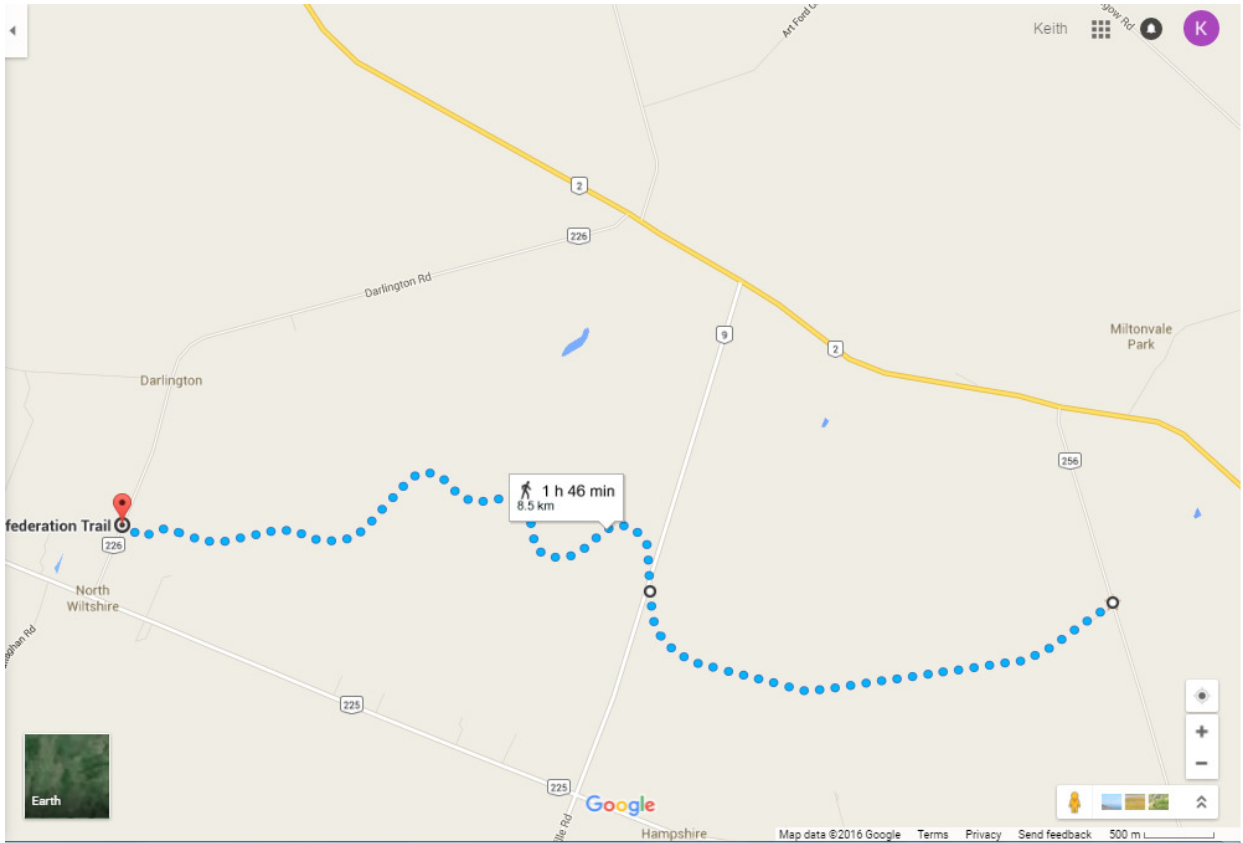 Keith
K
2
226
Darlington Rd
9
Miltonvale
Park
2
Darlington
256
1 h 46 min
8.5 km
federation Trail
226
North
Wiltshire
225
225
Earth
Google
Hampshire
Map data ©2016 Google Terms Privacy Send feedback 500 m